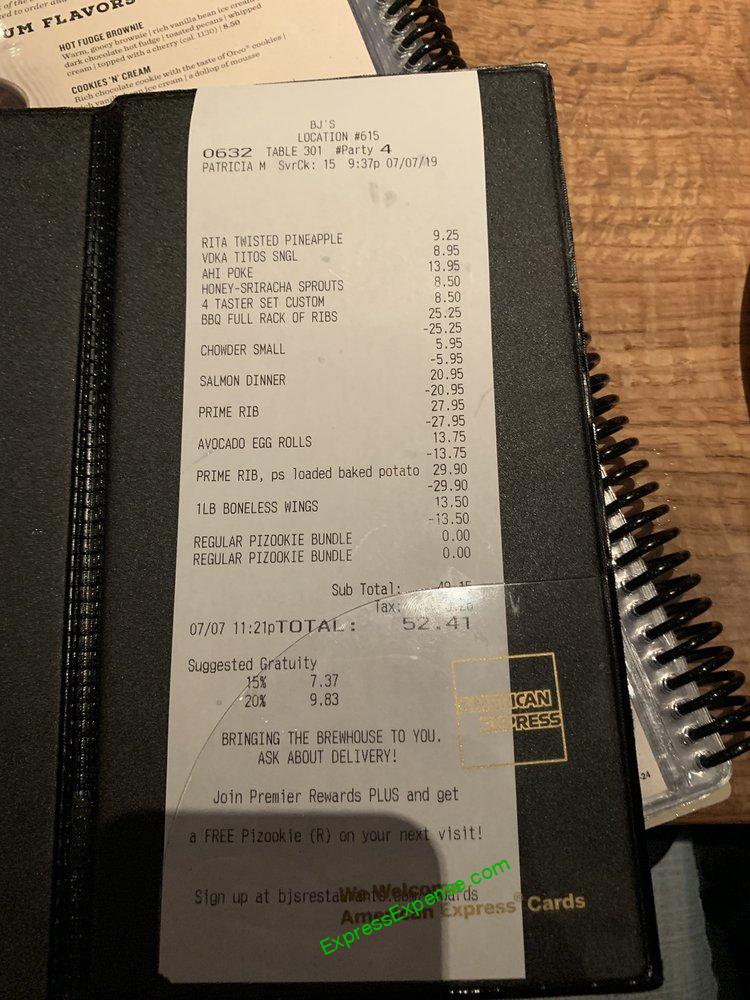 UM FLAVORS
HOT FUDGE BROWNIE
Warm, gooey brownie | rich vanilla bean ice cream
dark chocolate hot fudge | toasted pecans | whipped
cream | topped with a cherry (cal 1130) | 8.50
COOKIES 'N' CREAM
Rich chocolate cookie with the taste of Oreo® cookies |
ice cream | a dollop of mousse
BJ'S
LOCATION #615
0632 TABLE 301 #Party 4
PATRICIA M SvrCk: 15 9:37p 07/07/19
RITA TWISTED PINEAPPLE 9.25
VDKA TITOS SNGL 8.95
AHI POKE 13.95
HONEY-SRIRACHA SPROUTS 8.50
4 TASTER SET CUSTOM 8.50
BBQ FULL RACK OF RIBS 25.25
-25.25
CHOWDER SMALL 5.95
-5.95
SALMON DINNER 20.95
-20.95
PRIME RIB 27.95
-27.95
AVOCADO EGG ROLLS 13.75
-13.75
PRIME RIB, ps loaded baked potato 29.90
-29.90
1LB BONELESS WINGS 13.50
-13.50
REGULAR PIZOOKIE BUNDLE 0.00
REGULAR PIZOOKIE BUNDLE 0.00
Sub Total: 49.15
Tax: 3.26
07/07 11:21pTOTAL: 52.41
Suggested Gratuity
15% 7.37
20% 9.83
AMERICAN
EXPRESS
BRINGING THE BREWHOUSE TO YOU.
ASK ABOUT DELIVERY!
Join Premier Rewards PLUS and get
a FREE Pizookie (R) on your next visit!
Sign up at
We Welcome
American Express® Cards
ExpressExpense.com